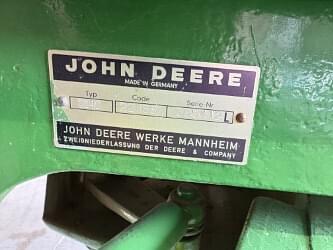 JOHN DEERE
MADE IN GERMANY
Typ Code Serie Nr.
L
JOHN DEERE WERKE MANNHEIM
ZWEIGNIEDERLASSUNG DER DEERE & COMPANY